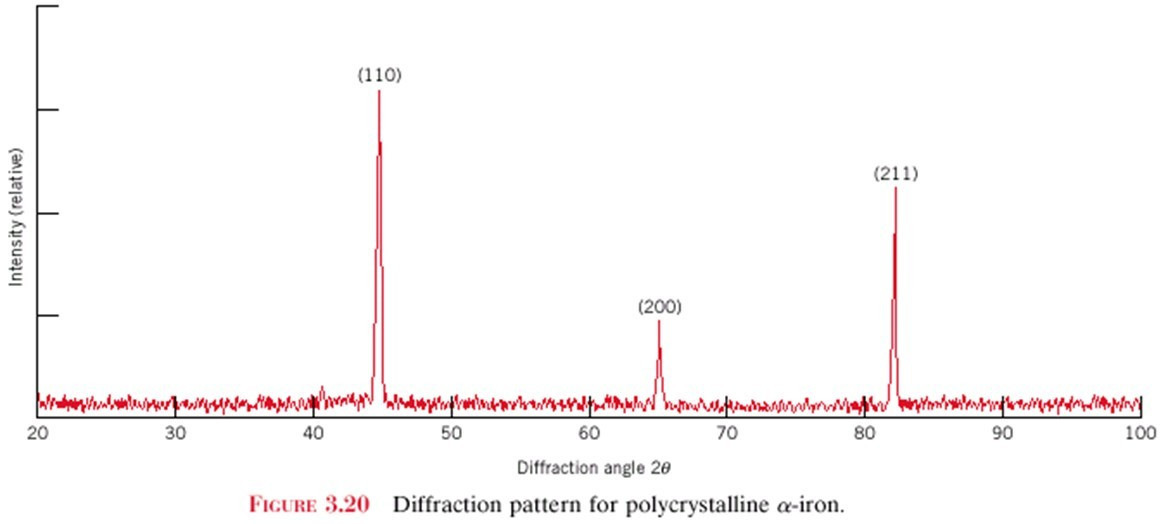 (110)
(211)
(200)
Intensity (relative)
20 30 40 50 60 70 80 90 100
Diffraction angle 2θ
FIGURE 3.20 Diffraction pattern for polycrystalline α-iron.